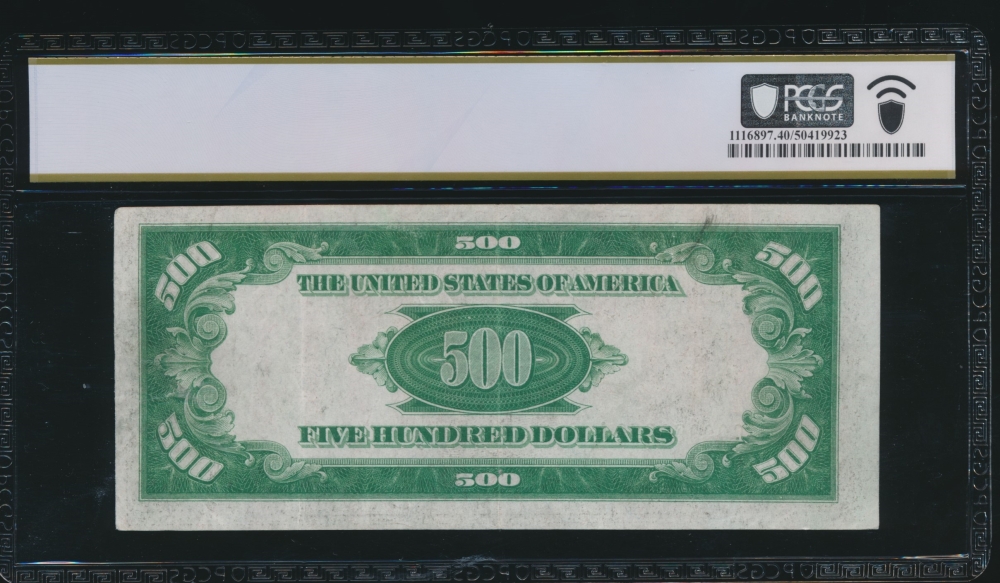 PCGS
BANKNOTE
1116897.40/50419923
500
500 500
THE UNITED STATES OF AMERICA
500
FIVE HUNDRED DOLLARS
500 500
500